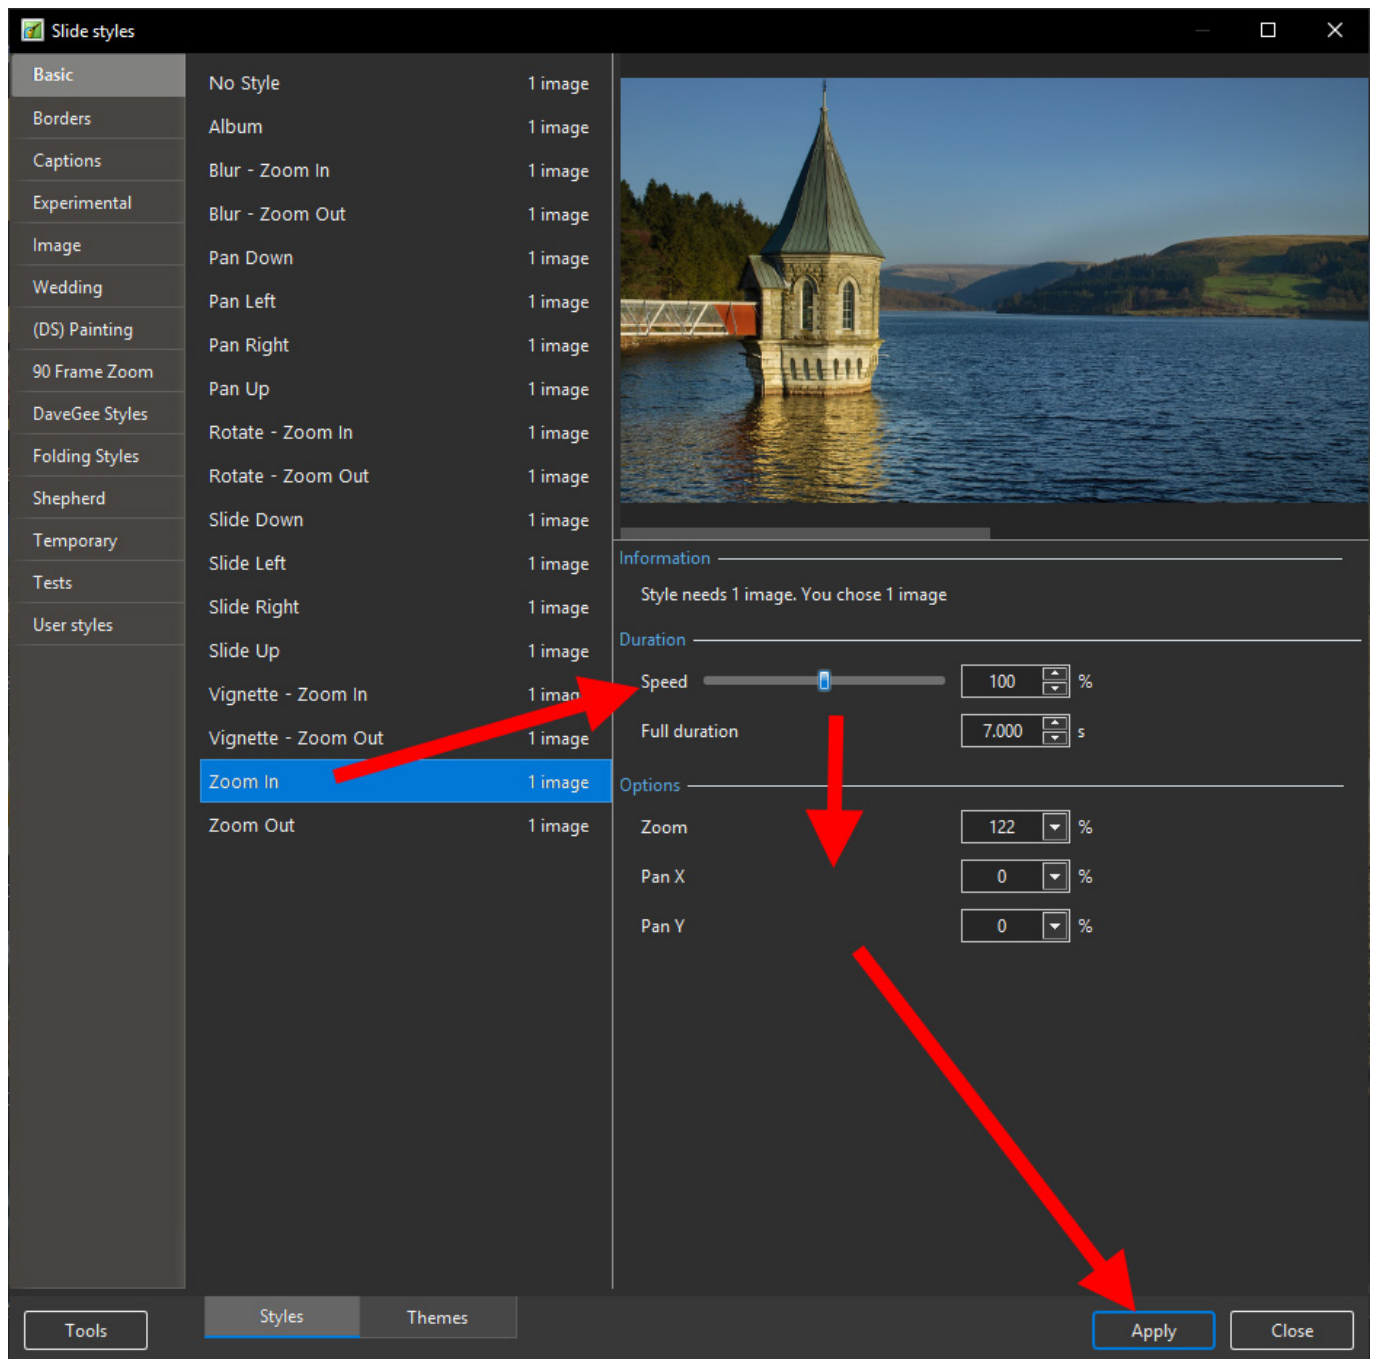 Slide styles
Basic
Borders
Captions
Experimental
Image
Wedding
(DS) Painting
90 Frame Zoom
DaveGee Styles
Folding Styles
Shepherd
Temporary
Tests
User styles
No Style 1 image
Album 1 image
Blur - Zoom In 1 image
Blur - Zoom Out 1 image
Pan Down 1 image
Pan Left 1 image
Pan Right 1 image
Pan Up 1 image
Rotate - Zoom In 1 image
Rotate - Zoom Out 1 image
Slide Down 1 image
Slide Left 1 image
Slide Right 1 image
Slide Up 1 image
Vignette - Zoom In 1 image
Vignette - Zoom Out 1 image
Zoom In 1 image
Zoom Out 1 image
Information
Style needs 1 image. You chose 1 image
Duration
Speed 100 %
Full duration 7.000 s
Options
Zoom 122 %
Pan X 0 %
Pan Y 0 %
Tools
Styles Themes
Apply Close